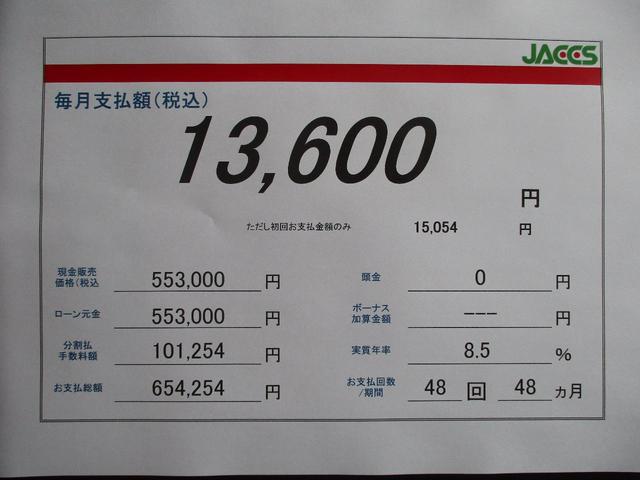 JACCS
毎月支払額(税込)
13,600
円
ただし初回お支払金額のみ 15,054 円
現金販売 価格(税込 553,000 円
頭金 0 円
ローン元金 553,000 円
ボーナス 加算金額 --- 円
分割払 手数料額 101,254 円
実質年率 8.5 %
お支払総額 654,254 円
お支払回数 /期間 48 回 48 カ月